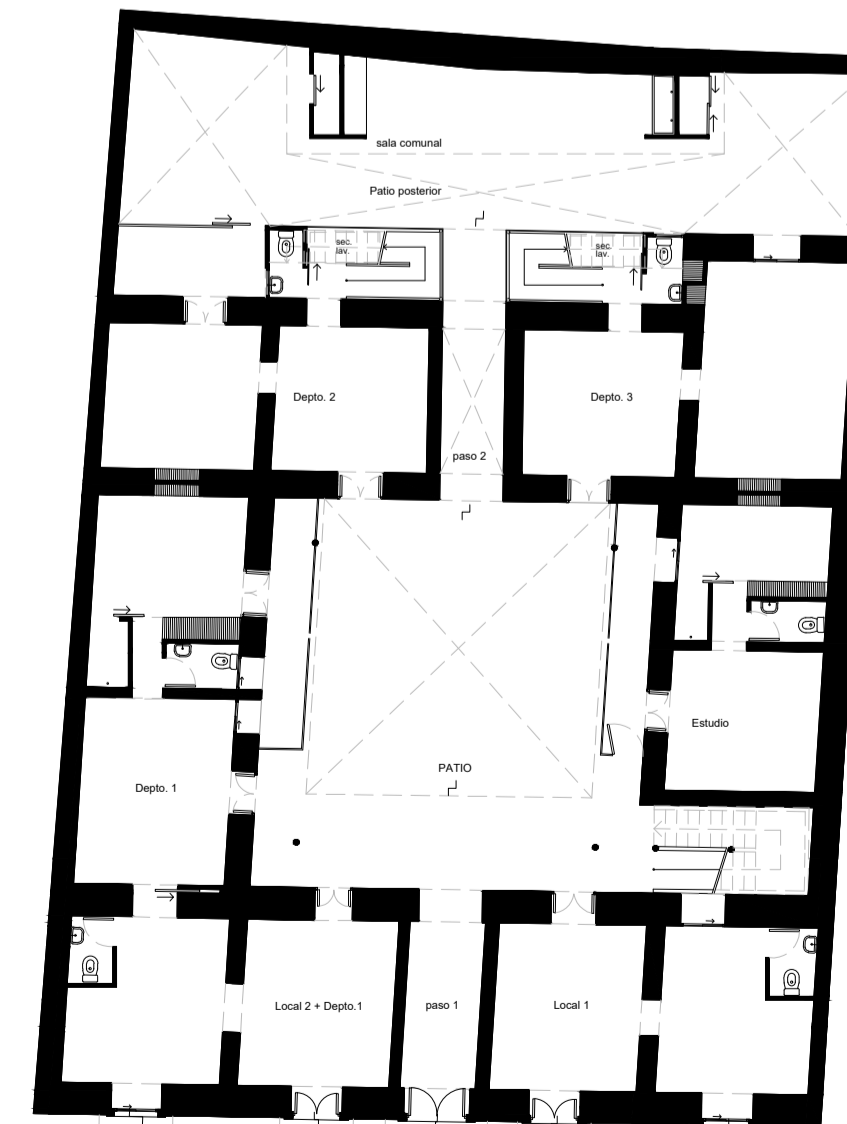 sala comunal
Patio posterior
sec.
lav.
sec.
lav.
Depto. 2
Depto. 3
paso 2
Estudio
PATIO
Depto. 1
Local 2 + Depto.1
paso 1
Local 1